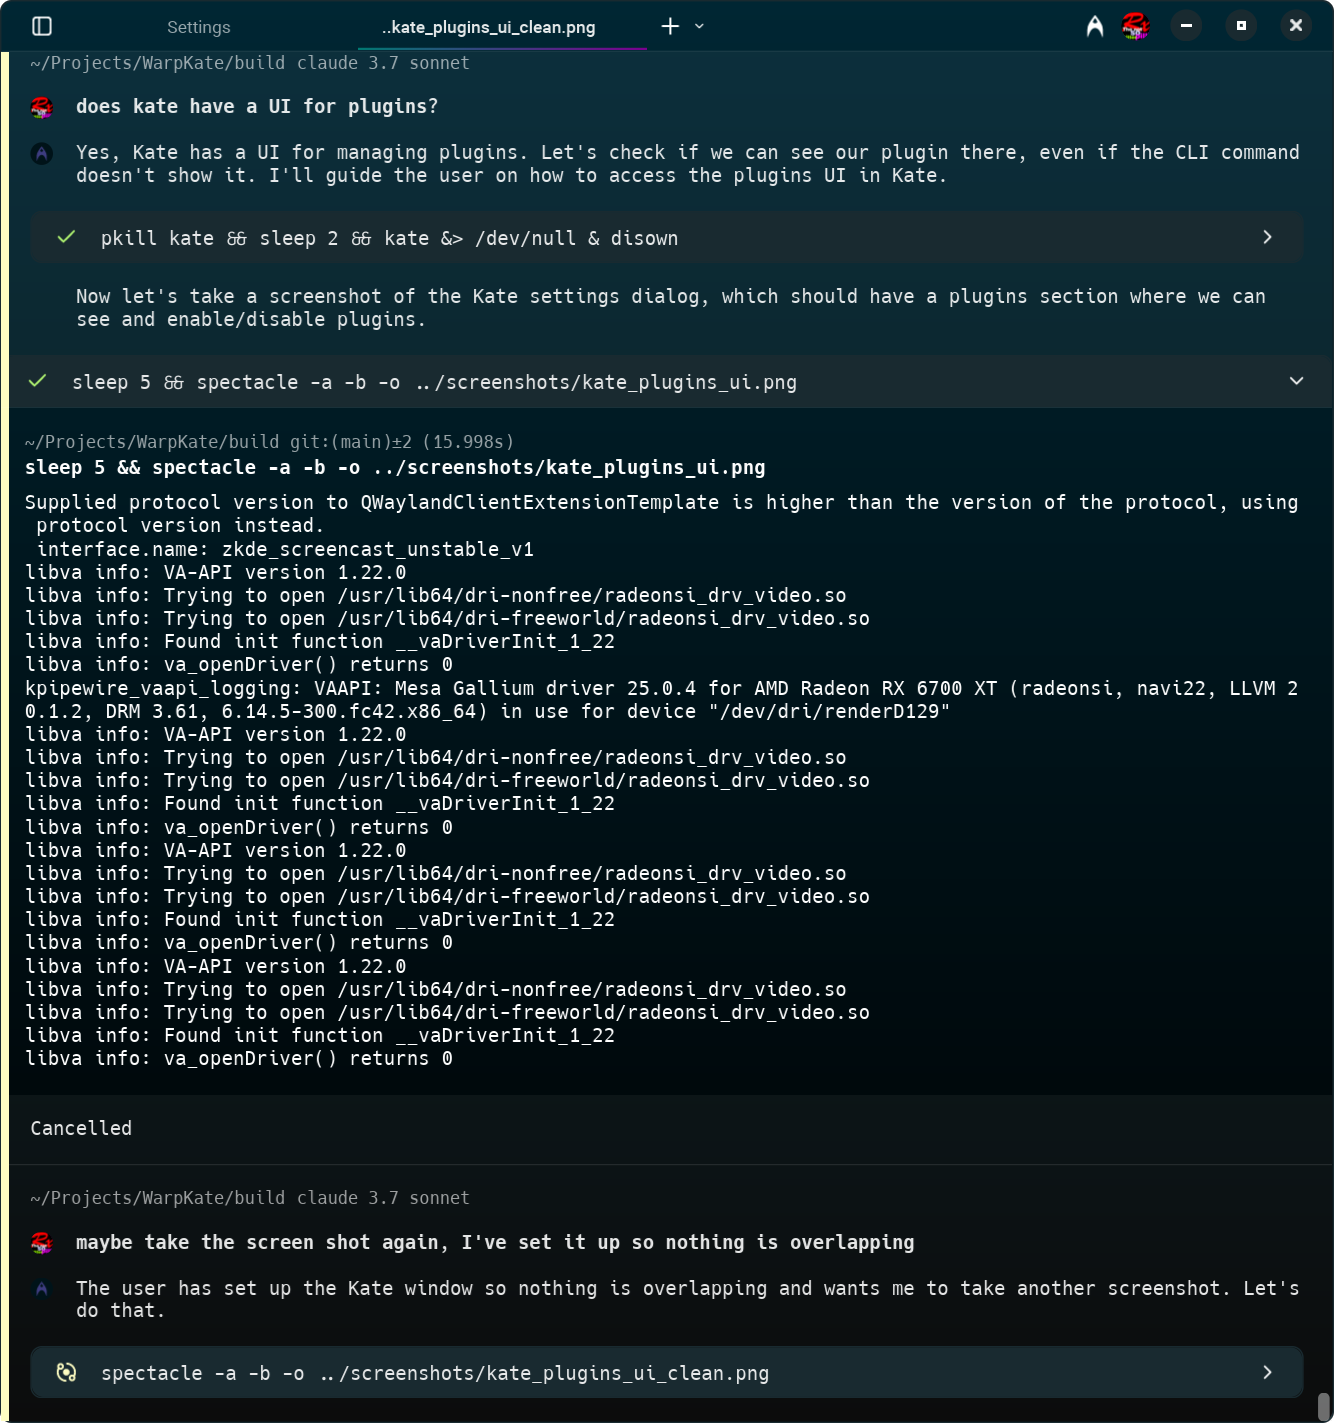 Settings
..kate_plugins_ui_clean.png
~/Projects/WarpKate/build claude 3.7 sonnet
does kate have a UI for plugins?
Yes, Kate has a UI for managing plugins. Let's check if we can see our plugin there, even if the CLI command
doesn't show it. I'll guide the user on how to access the plugins UI in Kate.
pkill kate && sleep 2 && kate &> /dev/null & disown
Now let's take a screenshot of the Kate settings dialog, which should have a plugins section where we can
see and enable/disable plugins.
sleep 5 && spectacle -a -b -o ../screenshots/kate_plugins_ui.png
~/Projects/WarpKate/build git:(main)±2 (15.998s)
sleep 5 && spectacle -a -b -o ../screenshots/kate_plugins_ui.png
Supplied protocol version to QWaylandClientExtensionTemplate is higher than the version of the protocol, using
protocol version instead.
interface.name: zkde_screencast_unstable_v1
libva info: VA-API version 1.22.0
libva info: Trying to open /usr/lib64/dri-nonfree/radeonsi_drv_video.so
libva info: Trying to open /usr/lib64/dri-freeworld/radeonsi_drv_video.so
libva info: Found init function __vaDriverInit_1_22
libva info: va_openDriver() returns 0
kpipewire_vaapi_logging: VAAPI: Mesa Gallium driver 25.0.4 for AMD Radeon RX 6700 XT (radeonsi, navi22, LLVM 2
0.1.2, DRM 3.61, 6.14.5-300.fc42.x86_64) in use for device "/dev/dri/renderD129"
libva info: VA-API version 1.22.0
libva info: Trying to open /usr/lib64/dri-nonfree/radeonsi_drv_video.so
libva info: Trying to open /usr/lib64/dri-freeworld/radeonsi_drv_video.so
libva info: Found init function __vaDriverInit_1_22
libva info: va_openDriver() returns 0
libva info: VA-API version 1.22.0
libva info: Trying to open /usr/lib64/dri-nonfree/radeonsi_drv_video.so
libva info: Trying to open /usr/lib64/dri-freeworld/radeonsi_drv_video.so
libva info: Found init function __vaDriverInit_1_22
libva info: va_openDriver() returns 0
libva info: VA-API version 1.22.0
libva info: Trying to open /usr/lib64/dri-nonfree/radeonsi_drv_video.so
libva info: Trying to open /usr/lib64/dri-freeworld/radeonsi_drv_video.so
libva info: Found init function __vaDriverInit_1_22
libva info: va_openDriver() returns 0
Cancelled
~/Projects/WarpKate/build claude 3.7 sonnet
maybe take the screen shot again, I've set it up so nothing is overlapping
The user has set up the Kate window so nothing is overlapping and wants me to take another screenshot. Let's
do that.
spectacle -a -b -o ../screenshots/kate_plugins_ui_clean.png